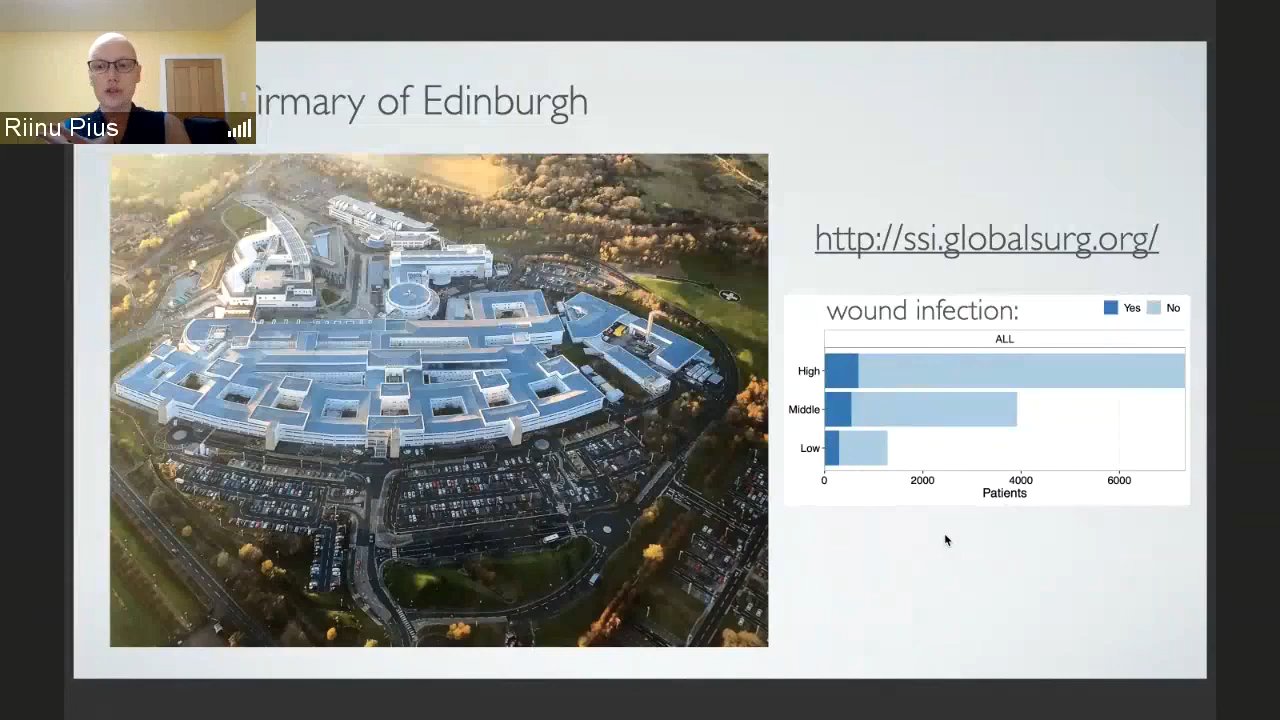 firmary of Edinburgh
Riinu Pius
http://ssi.globalsurg.org/
wound infection:
Yes No
ALL
High
Middle
Low
0 2000 4000 6000
Patients